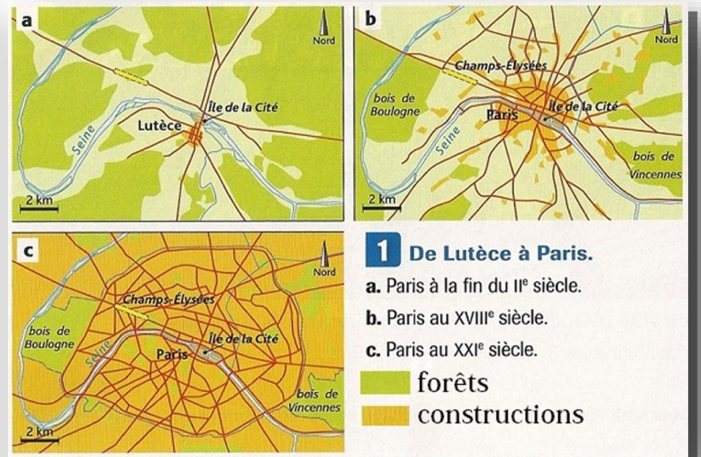 a
Nord
Île de la Cité
Lutèce
Seine
2 km
b
Nord
Champs-Élysées
bois de
Boulogne
Île de la Cité
Paris
Seine
bois de
Vincennes
2 km
c
Nord
Champs-Élysées
bois de
Boulogne
Île de la Cité
Seine
Paris
bois de
Vincennes
2 km
1 De Lutèce à Paris.
a. Paris à la fin du IIe siècle.
b. Paris au XVIIIe siècle.
c. Paris au XXIe siècle.
forêts
constructions